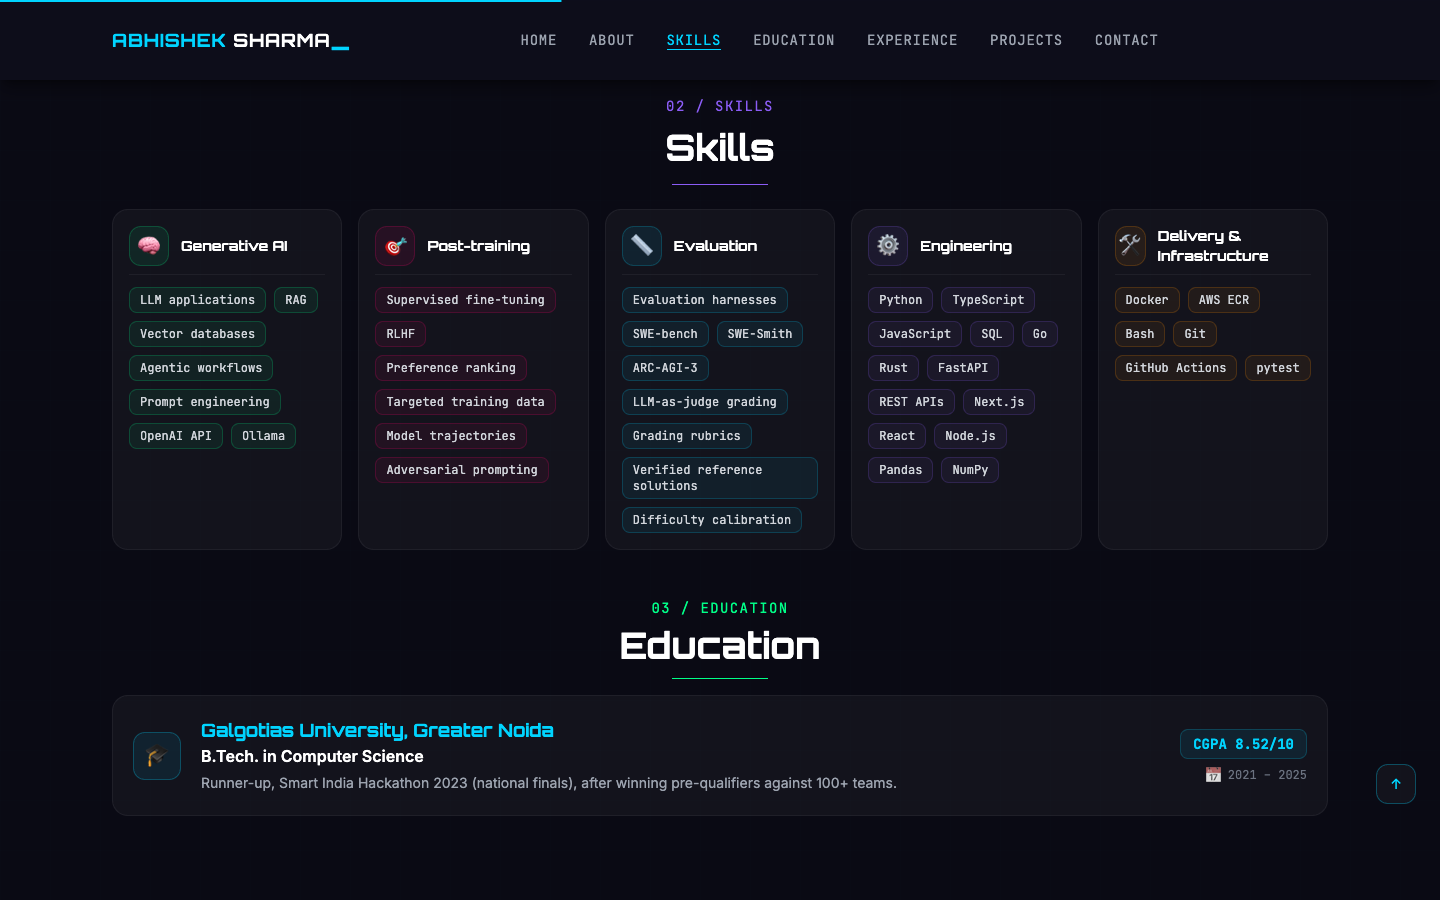 ABHISHEK SHARMA_
HOME ABOUT SKILLS EDUCATION EXPERIENCE PROJECTS CONTACT
02 / SKILLS
Skills
Generative AI
LLM applications RAG
Vector databases
Agentic workflows
Prompt engineering
OpenAI API Ollama
Post-training
Supervised fine-tuning
RLHF
Preference ranking
Targeted training data
Model trajectories
Adversarial prompting
Evaluation
Evaluation harnesses
SWE-bench SWE-Smith
ARC-AGI-3
LLM-as-judge grading
Grading rubrics
Verified reference
solutions
Difficulty calibration
Engineering
Python TypeScript
JavaScript SQL Go
Rust FastAPI
REST APIs Next.js
React Node.js
Pandas NumPy
Delivery &
Infrastructure
Docker AWS ECR
Bash Git
GitHub Actions pytest
03 / EDUCATION
Education
Galgotias University, Greater Noida
B.Tech. in Computer Science
Runner-up, Smart India Hackathon 2023 (national finals), after winning pre-qualifiers against 100+ teams.
CGPA 8.52/10
2021 – 2025
↑